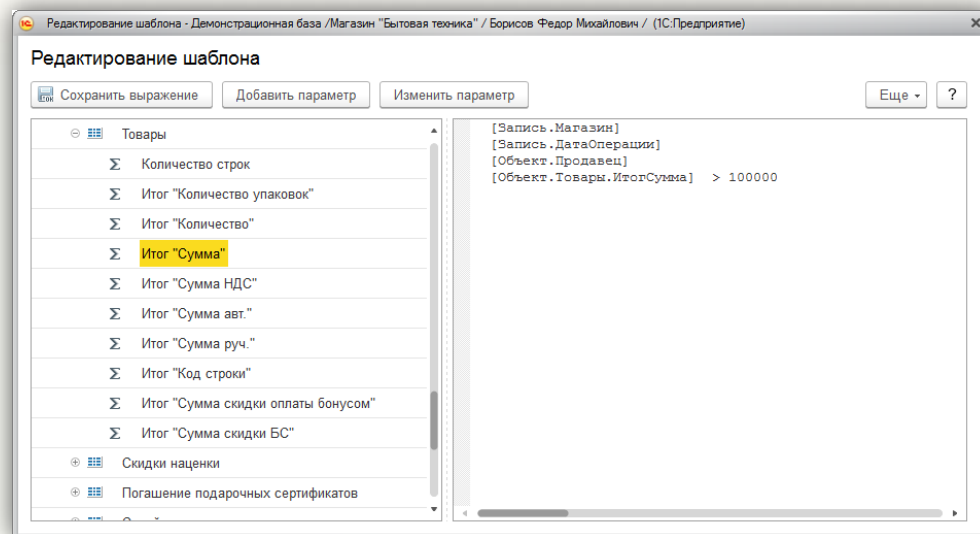 Редактирование шаблона - Демонстрационная база /Магазин "Бытовая техника" / Борисов Федор Михайлович / (1С:Предприятие)
Редактирование шаблона
Сохранить выражение Добавить параметр Изменить параметр Еще ?
Товары
Количество строк
Итог "Количество упаковок"
Итог "Количество"
Итог "Сумма"
Итог "Сумма НДС"
Итог "Сумма авт."
Итог "Сумма руч."
Итог "Код строки"
Итог "Сумма скидки оплаты бонусом"
Итог "Сумма скидки БС"
Скидки наценки
Погашение подарочных сертификатов
[Запись.Магазин]
[Запись.ДатаОперации]
[Объект.Продавец]
[Объект.Товары.ИтогСумма] > 100000